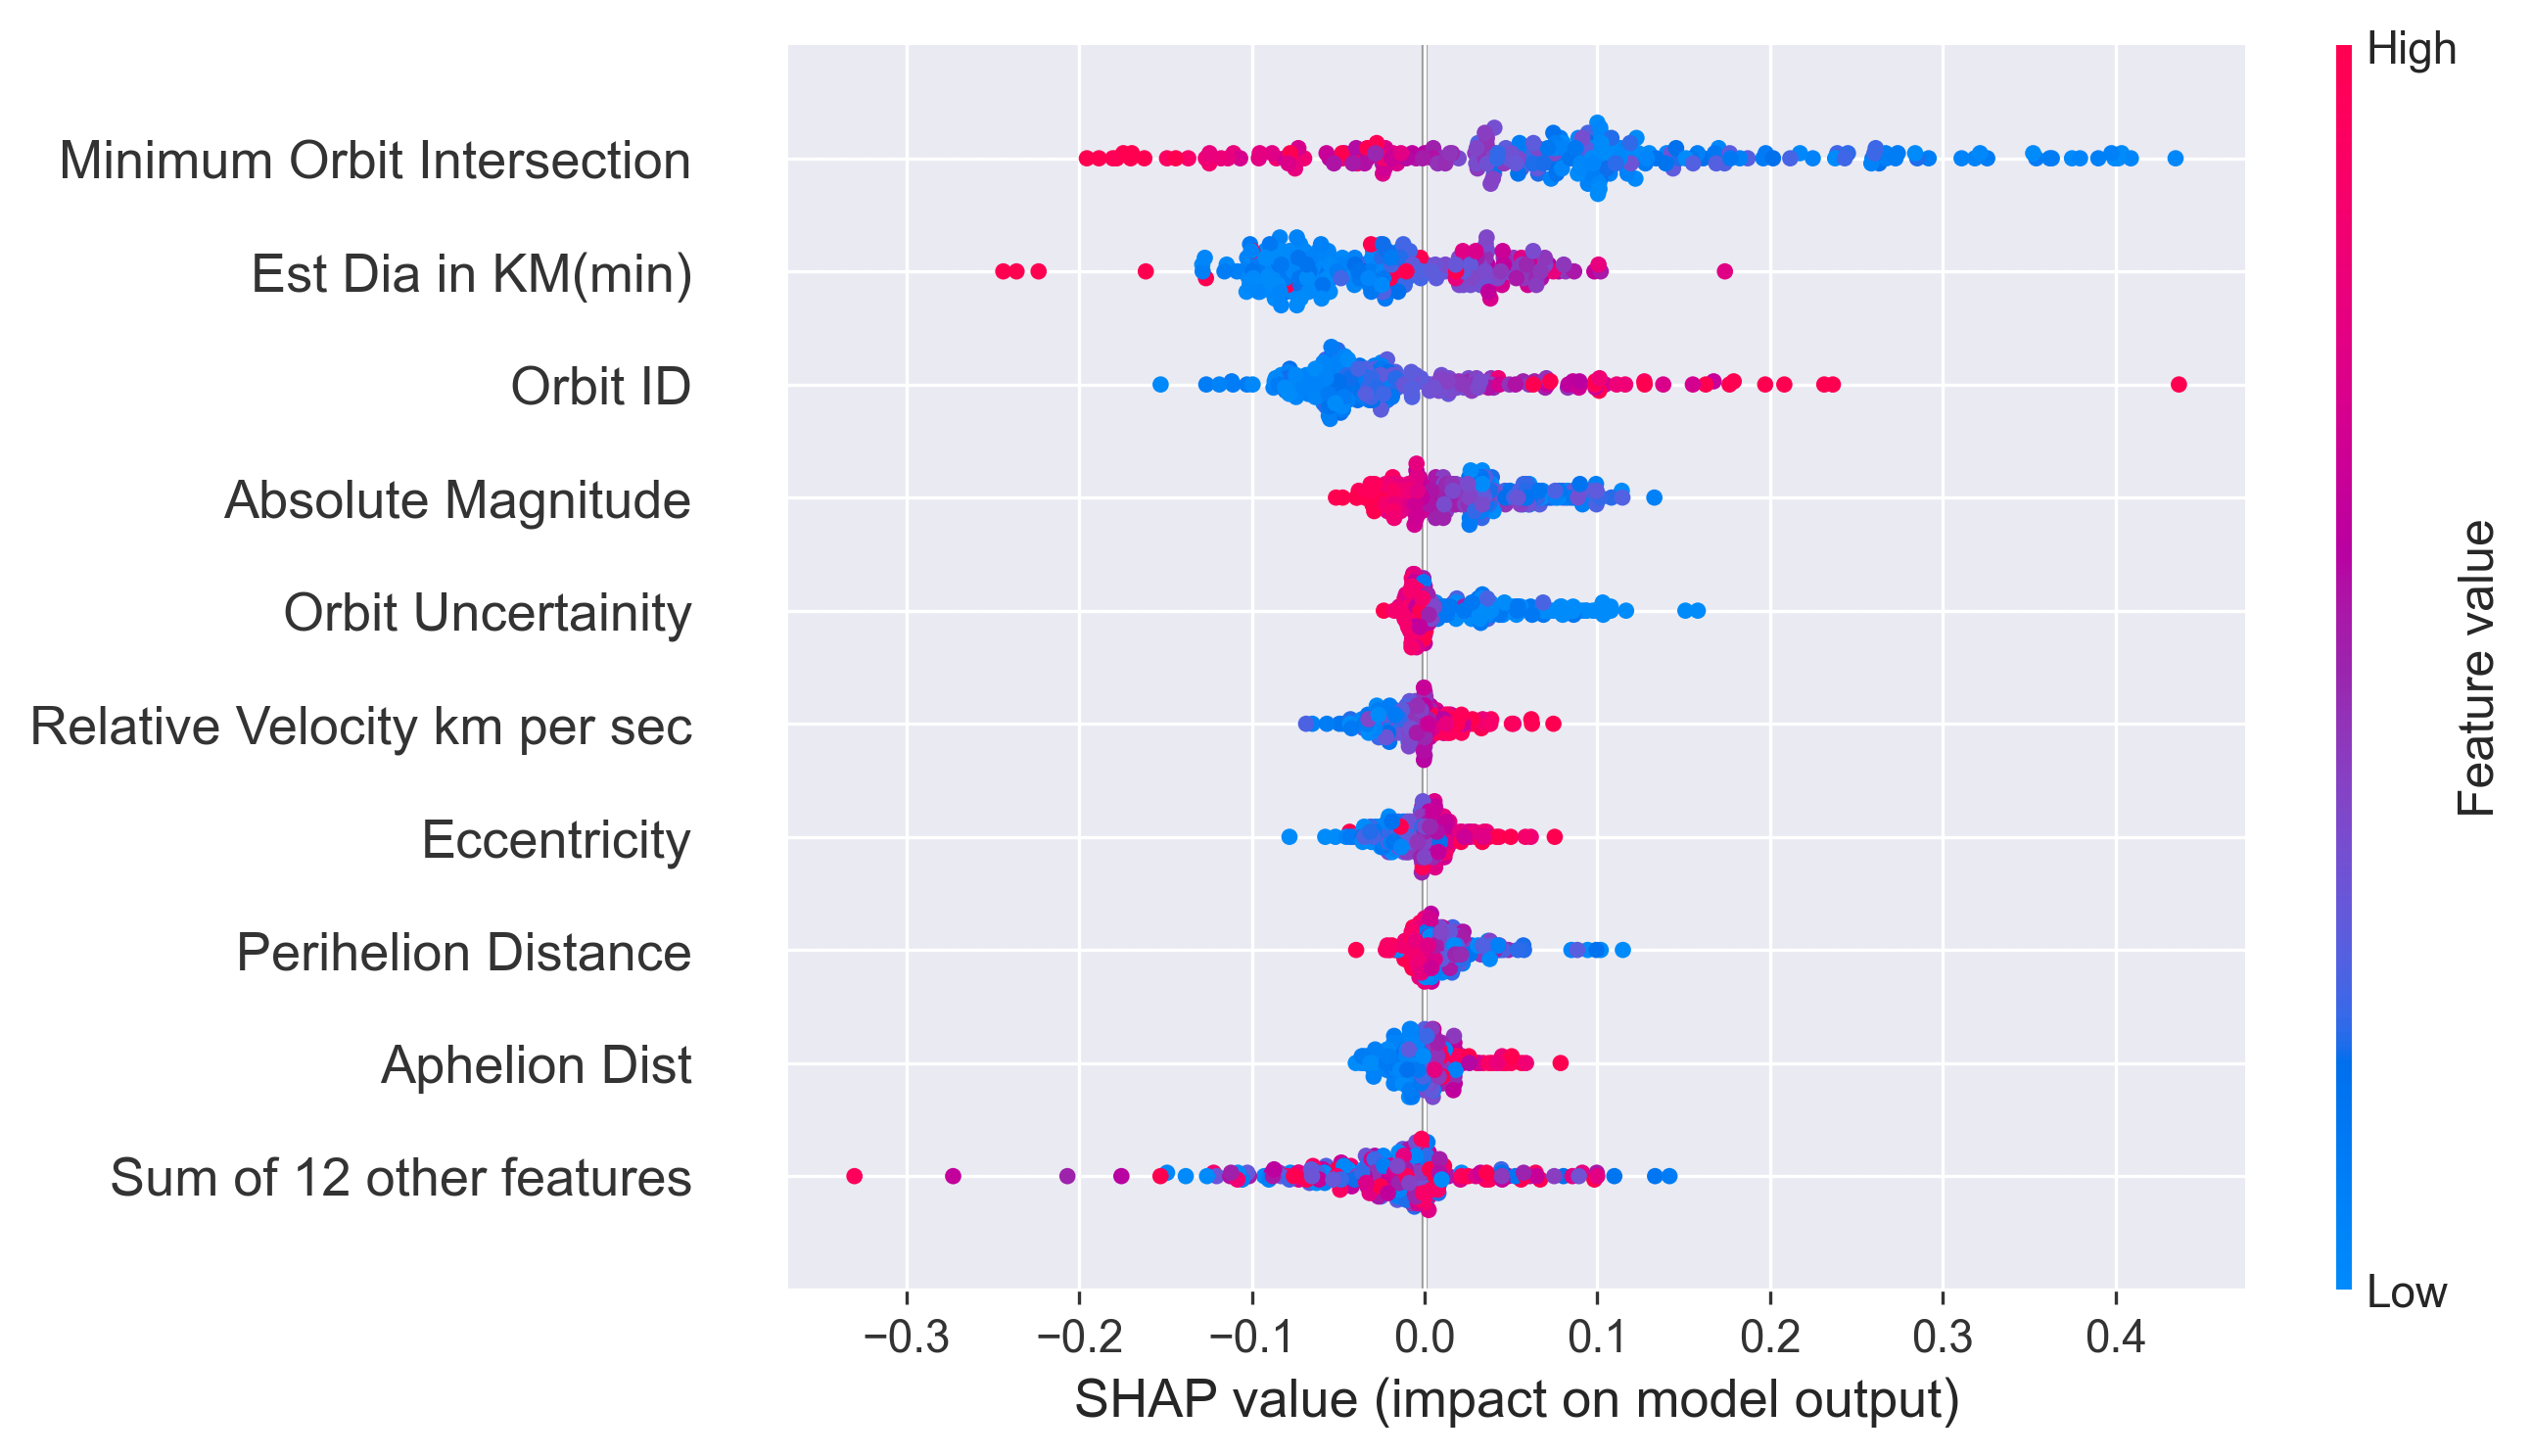 High
Minimum Orbit Intersection
Est Dia in KM(min)
Orbit ID
Absolute Magnitude
Orbit Uncertainity
Relative Velocity km per sec
Eccentricity
Perihelion Distance
Aphelion Dist
Sum of 12 other features
Feature value
Low
−0.3 −0.2 −0.1 0.0 0.1 0.2 0.3 0.4
SHAP value (impact on model output)